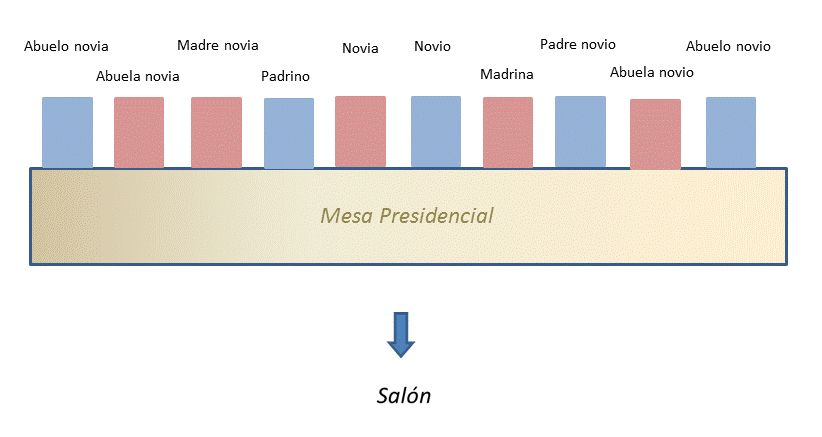 Abuelo novia
Abuela novia
Madre novia
Padrino
Novia
Novio
Madrina
Padre novio
Abuela novio
Abuelo novio
Mesa Presidencial
Salón